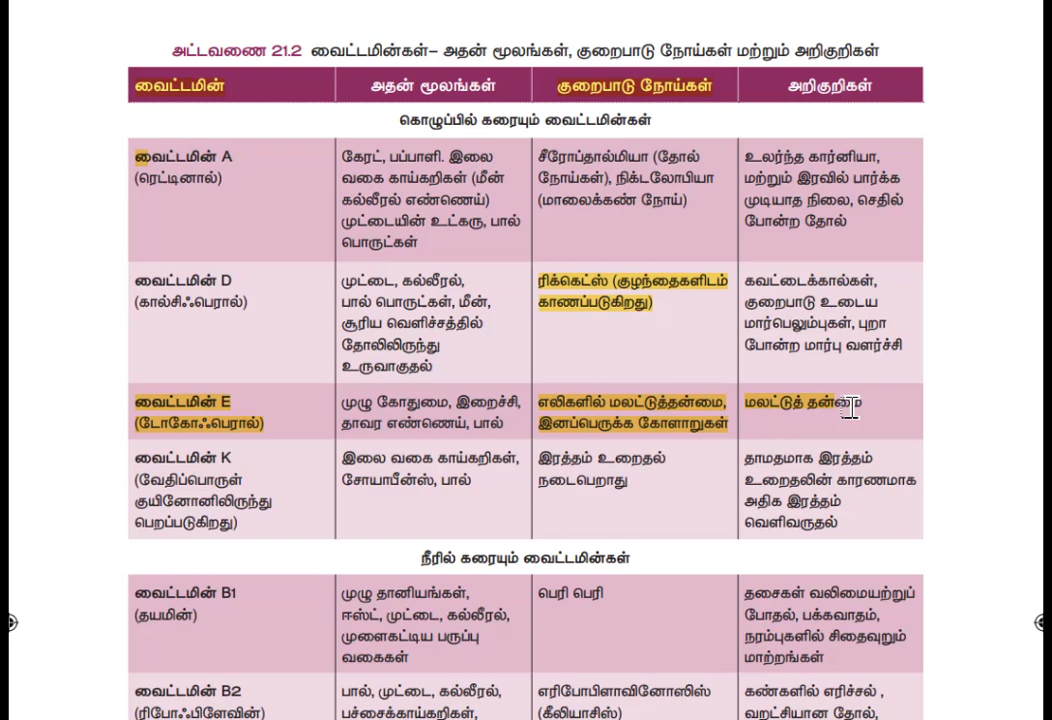 அட்டவணை 21.2 வைட்டமின்கள்– அதன் மூலங்கள், குறைபாடு நோய்கள் மற்றும் அறிகுறிகள்
வைட்டமின் அதன் மூலங்கள் குறைபாடு நோய்கள் அறிகுறிகள்
கொழுப்பில் கரையும் வைட்டமின்கள்
வைட்டமின் A
(ரெட்டினால்)
கேரட், பப்பாளி. இலை
வகை காய்கறிகள் (மீன்
கல்லீரல் எண்ணெய்)
முட்டையின் உட்கரு, பால்
பொருட்கள்
சீரோப்தால்மியா (தோல்
நோய்கள்), நிக்டலோபியா
(மாலைக்கண் நோய்)
உலர்ந்த கார்னியா,
மற்றும் இரவில் பார்க்க
முடியாத நிலை, செதில்
போன்ற தோல்
வைட்டமின் D
(கால்சிஃபெரால்)
முட்டை, கல்லீரல்,
பால் பொருட்கள், மீன்,
சூரிய வெளிச்சத்தில்
தோலிலிருந்து
உருவாகுதல்
ரிக்கெட்ஸ் (குழந்தைகளிடம்
காணப்படுகிறது)
கவட்டைக்கால்கள்,
குறைபாடு உடைய
மார்பெலும்புகள், புறா
போன்ற மார்பு வளர்ச்சி
வைட்டமின் E
(டோகோஃபெரால்)
முழு கோதுமை, இறைச்சி,
தாவர எண்ணெய், பால்
எலிகளில் மலட்டுத்தன்மை,
இனப்பெருக்க கோளாறுகள்
மலட்டுத் தன்மை
வைட்டமின் K
(வேதிப்பொருள்
குயினோனிலிருந்து
பெறப்படுகிறது)
இலை வகை காய்கறிகள்,
சோயாபீன்ஸ், பால்
இரத்தம் உறைதல்
நடைபெறாது
தாமதமாக இரத்தம்
உறைதலின் காரணமாக
அதிக இரத்தம்
வெளிவருதல்
நீரில் கரையும் வைட்டமின்கள்
வைட்டமின் B1
(தயமின்)
முழு தானியங்கள்,
ஈஸ்ட், முட்டை, கல்லீரல்,
முளைகட்டிய பருப்பு
வகைகள்
பெரி பெரி
தசைகள் வலிமையற்றுப்
போதல், பக்கவாதம்,
நரம்புகளில் சிதைவுறும்
மாற்றங்கள்
வைட்டமின் B2
(ரிபோஃபிளேவின்)
பால், முட்டை, கல்லீரல்,
பச்சைக்காய்கறிகள்,
எரிபோபிளாவினோஸிஸ்
(கீலியாசிஸ்)
கண்களில் எரிச்சல் ,
வறட்சியான தோல்,